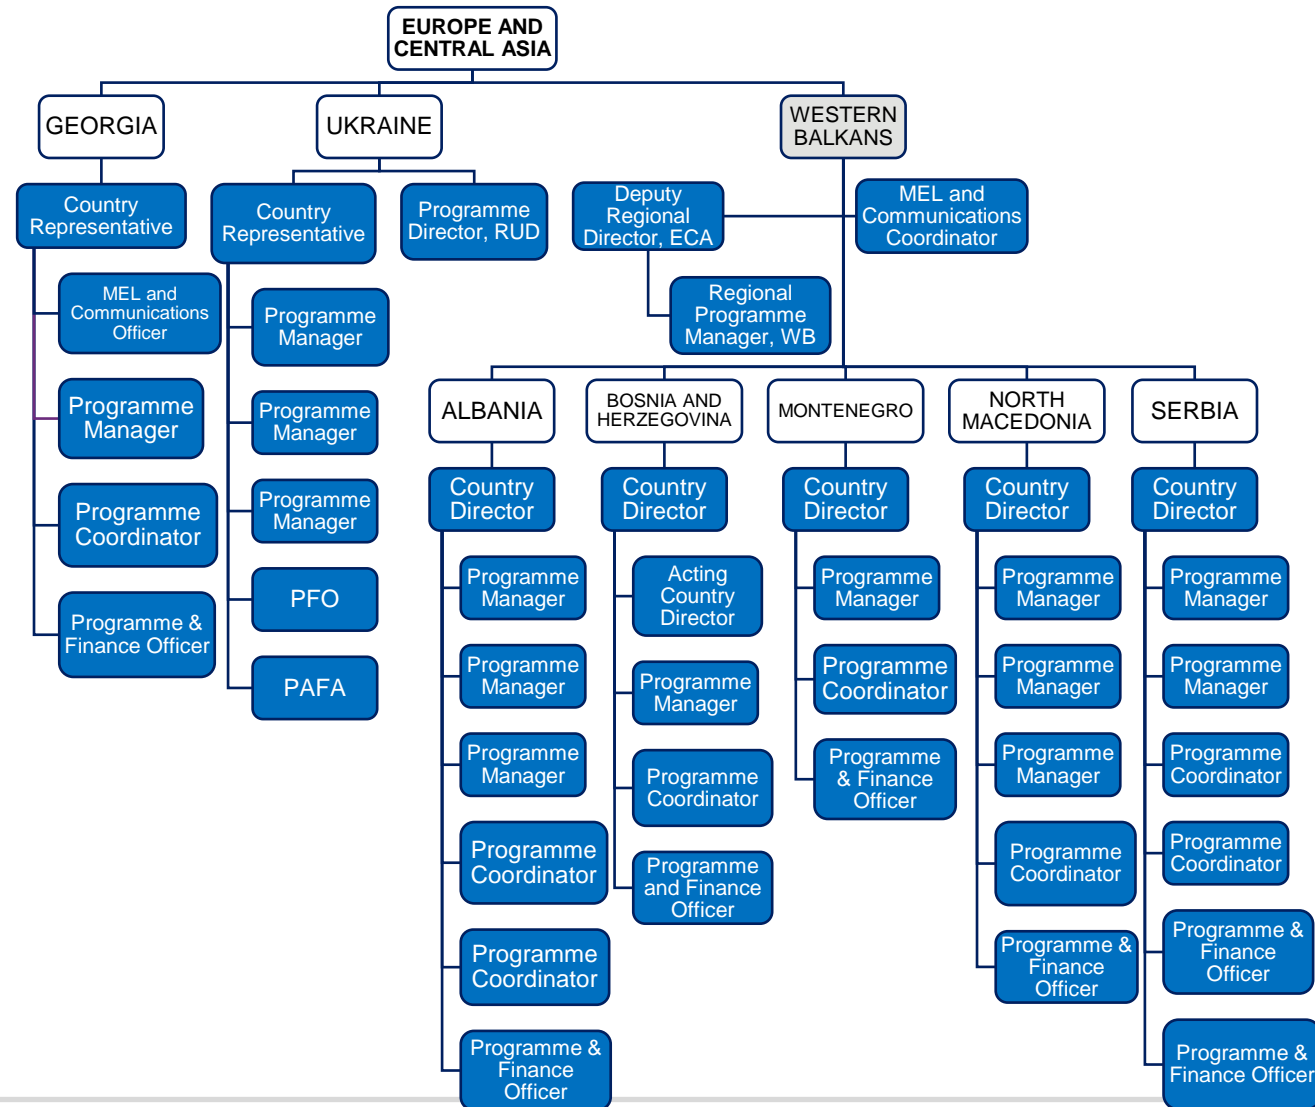 EUROPE AND
CENTRAL ASIA
GEORGIA
UKRAINE
WESTERN
BALKANS
Country
Representative
Country
Representative
Programme
Director, RUD
Deputy
Regional
Director, ECA
MEL and
Communications
Coordinator
MEL and
Communications
Officer
Programme
Manager
Regional
Programme
Manager, WB
Programme
Manager
Programme
Manager
Programme
Coordinator
Programme
Manager
Programme &
Finance Officer
PFO
PAFA
ALBANIA
BOSNIA AND
HERZEGOVINA
MONTENEGRO
NORTH
MACEDONIA
SERBIA
Country
Director
Country
Director
Country
Director
Country
Director
Country
Director
Programme
Manager
Programme
Manager
Programme
Manager
Programme
Coordinator
Programme
Coordinator
Programme &
Finance
Officer
Acting
Country
Director
Programme
Manager
Programme
Coordinator
Programme
and Finance
Officer
Programme
Manager
Programme
Coordinator
Programme
& Finance
Officer
Programme
Manager
Programme
Manager
Programme
Manager
Programme
Coordinator
Programme &
Finance
Officer
Programme
Manager
Programme
Manager
Programme
Coordinator
Programme
Coordinator
Programme &
Finance
Officer
Programme &
Finance Officer